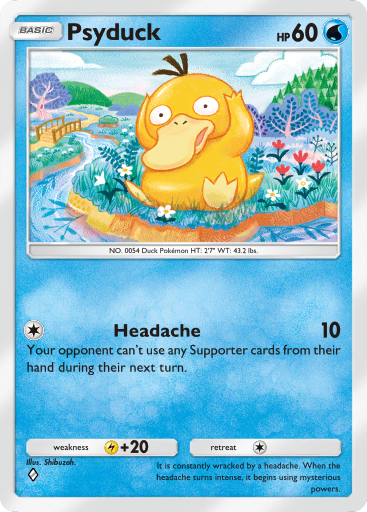 BASIC Psyduck HP 60
NO. 0054 Duck Pokémon HT: 2'7" WT: 43.2 lbs.
Headache 10
Your opponent can't use any Supporter cards from their
hand during their next turn.
weakness +20 retreat
Illus. Shibuzoh.
It is constantly wracked by a headache. When the
headache turns intense, it begins using mysterious
powers.